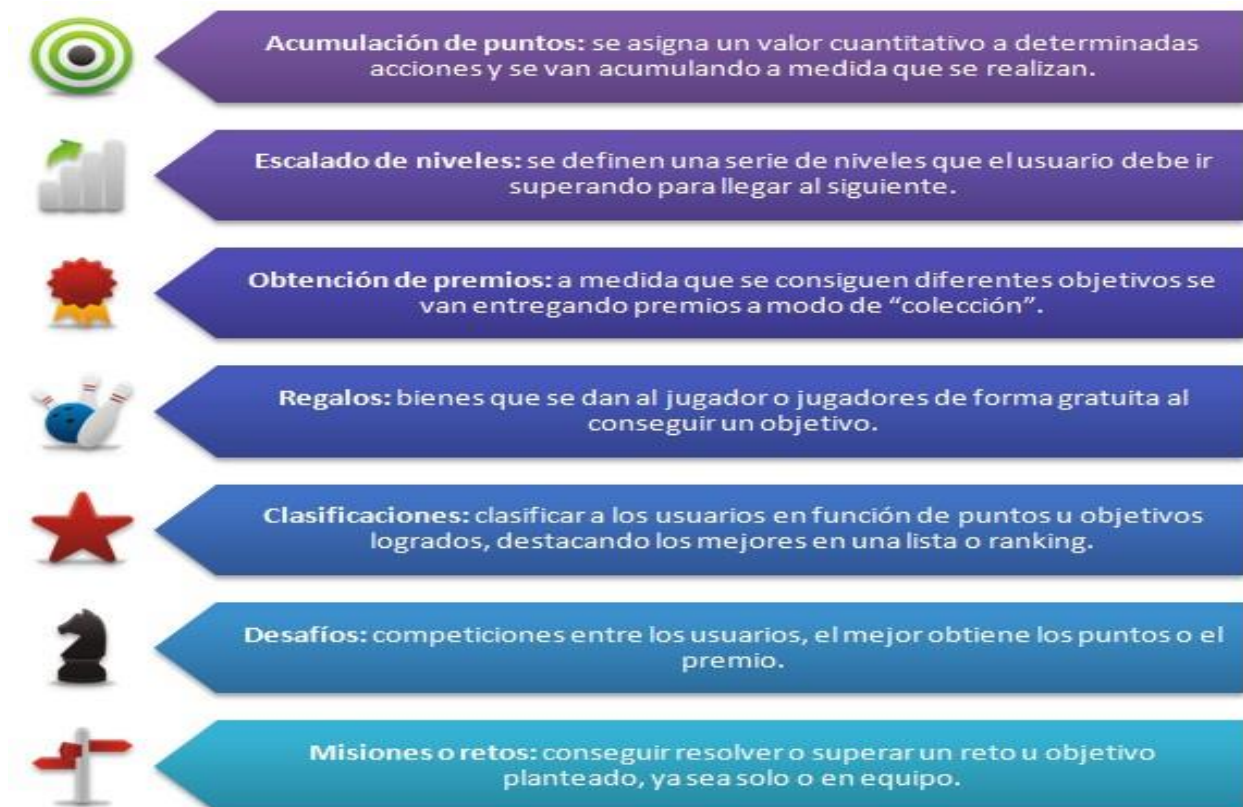 Acumulación de puntos: se asigna un valor cuantitativo a determinadas
acciones y se van acumulando a medida que se realizan.
Escalado de niveles: se definen una serie de niveles que el usuario debe ir
superando para llegar al siguiente.
Obtención de premios: a medida que se consiguen diferentes objetivos se
van entregando premios a modo de “colección”.
Regalos: bienes que se dan al jugador o jugadores de forma gratuita al
conseguir un objetivo.
Clasificaciones: clasificar a los usuarios en función de puntos u objetivos
logrados, destacando los mejores en una lista o ranking.
Desafíos: competiciones entre los usuarios, el mejor obtiene los puntos o el
premio.
Misiones o retos: conseguir resolver o superar un reto u objetivo
planteado, ya sea solo o en equipo.